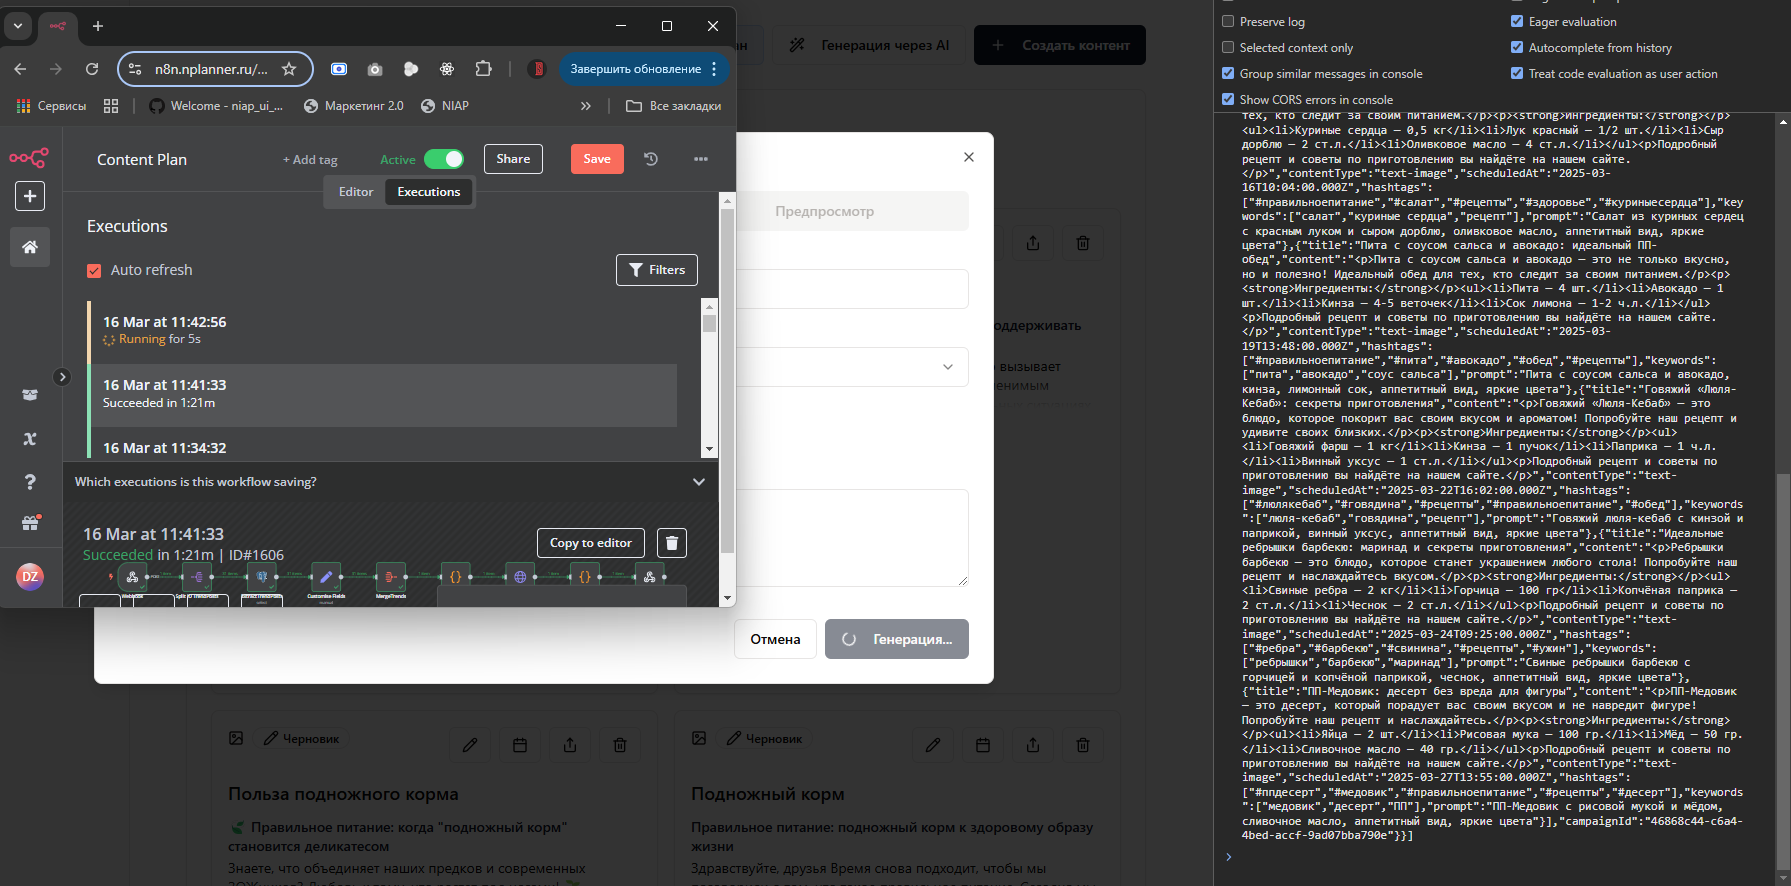 n8n.nplanner.ru/...
Завершить обновление
Сервисы
Welcome - niap_ui_...
Маркетинг 2.0
NIAP
Все закладки
Content Plan
+ Add tag
Active
Share
Save
Editor
Executions
Executions
Auto refresh
Filters
16 Mar at 11:42:56
Running for 5s
16 Mar at 11:41:33
Succeeded in 1:21m
16 Mar at 11:34:32
Which executions is this workflow saving?
16 Mar at 11:41:33
Succeeded in 1:21m | ID#1606
Copy to editor
DZ
Customise Fields
MergeTrends
Генерация через AI
+ Создать контент
Предпросмотр
оддерживать
вызывает
енимым
Отмена
Генерация...
Черновик
Черновик
Польза подножного корма
Правильное питание: когда "подножный корм"
становится деликатесом
Знаете, что объединяет наших предков и современных
Подножный корм
Правильное питание: подножный корм к здоровому образу
жизни
Здравствуйте, друзья Время снова подходит, чтобы мы
Preserve log
Eager evaluation
Selected context only
Autocomplete from history
Group similar messages in console
Treat code evaluation as user action
Show CORS errors in console
тех, кто следит за своим питанием.</p><p><strong>Ингредиенты:</strong></p>
<ul><li>Куриные сердца – 0,5 кг</li><li>Лук красный – 1/2 шт.</li><li>Сыр
дорблю – 2 ст.л.</li><li>Оливковое масло – 4 ст.л.</li></ul><p>Подробный
рецепт и советы по приготовлению вы найдёте на нашем сайте.
</p>","contentType":"text-image","scheduledAt":"2025-03-
16T10:04:00.000Z","hashtags":
["#правильноепитание","#салат","#рецепты","#здоровье","#куриныесердца"],"key
words":["салат","куриные сердца","рецепт"],"prompt":"Салат из куриных сердец
с красным луком и сыром дорблю, оливковое масло, аппетитный вид, яркие
цвета"},{"title":"Пита с соусом сальса и авокадо: идеальный ПП-
обед","content":"<p>Пита с соусом сальса и авокадо – это не только вкусно,
но и полезно! Идеальный обед для тех, кто следит за своим питанием.</p><p>
<strong>Ингредиенты:</strong></p><ul><li>Пита – 4 шт.</li><li>Авокадо – 1
шт.</li><li>Кинза – 4-5 веточек</li><li>Сок лимона – 1-2 ч.л.</li></ul>
<p>Подробный рецепт и советы по приготовлению вы найдёте на нашем сайте.
</p>","contentType":"text-image","scheduledAt":"2025-03-
19T13:48:00.000Z","hashtags":
["#правильноепитание","#пита","#авокадо","#обед","#рецепты"],"keywords":
["пита","авокадо","соус сальса"],"prompt":"Пита с соусом сальса и авокадо,
кинза, лимонный сок, аппетитный вид, яркие цвета"},{"title":"Говяжий «Люля-
Кебаб»: секреты приготовления","content":"<p>Говяжий «Люля-Кебаб» – это
блюдо, которое покорит вас своим вкусом и ароматом! Попробуйте наш рецепт и
удивите своих близких.</p><p><strong>Ингредиенты:</strong></p><ul>
<li>Говяжий фарш – 1 кг</li><li>Кинза – 1 пучок</li><li>Паприка – 1 ч.л.
</li><li>Винный уксус – 1 ст.л.</li></ul><p>Подробный рецепт и советы по
приготовлению вы найдёте на нашем сайте.</p>","contentType":"text-
image","scheduledAt":"2025-03-22T16:02:00.000Z","hashtags":
["#люлякебаб","#говядина","#рецепты","#правильноепитание","#обед"],"keywords
":["люля-кебаб","говядина","рецепт"],"prompt":"Говяжий люля-кебаб с кинзой и
паприкой, винный уксус, аппетитный вид, яркие цвета"},{"title":"Идеальные
ребрышки барбекю: маринад и секреты приготовления","content":"<p>Ребрышки
барбекю – это блюдо, которое станет украшением любого стола! Попробуйте наш
рецепт и наслаждайтесь вкусом.</p><p><strong>Ингредиенты:</strong></p><ul>
<li>Свиные ребра – 2 кг</li><li>Горчица – 100 гр</li><li>Копчёная паприка –
2 ст.л.</li><li>Чеснок – 2 ст.л.</li></ul><p>Подробный рецепт и советы по
приготовлению вы найдёте на нашем сайте.</p>","contentType":"text-
image","scheduledAt":"2025-03-24T09:25:00.000Z","hashtags":
["#ребра","#барбекю","#свинина","#рецепты","#ужин"],"keywords":
["ребрышки","барбекю","маринад"],"prompt":"Свиные ребрышки барбекю с
горчицей и копчёной паприкой, чеснок, аппетитный вид, яркие цвета"},
{"title":"ПП-Медовик: десерт без вреда для фигуры","content":"<p>ПП-Медовик
– это десерт, который порадует вас своим вкусом и не навредит фигуре!
Попробуйте наш рецепт и наслаждайтесь.</p><p><strong>Ингредиенты:</strong>
</p><ul><li>Яйца – 2 шт.</li><li>Рисовая мука – 100 гр.</li><li>Мёд – 50 гр.
</li><li>Сливочное масло – 40 гр.</li></ul><p>Подробный рецепт и советы по
приготовлению вы найдёте на нашем сайте.</p>","contentType":"text-
image","scheduledAt":"2025-03-27T13:55:00.000Z","hashtags":
["#ппдесерт","#медовик","#правильноепитание","#рецепты","#десерт"],"keywords
":["медовик","десерт","ПП"],"prompt":"ПП-Медовик с рисовой мукой и мёдом,
сливочное масло, аппетитный вид, яркие цвета"}],"campaignId":"46868c44-c6a4-
4bed-accf-9ad07bba790e"}}]